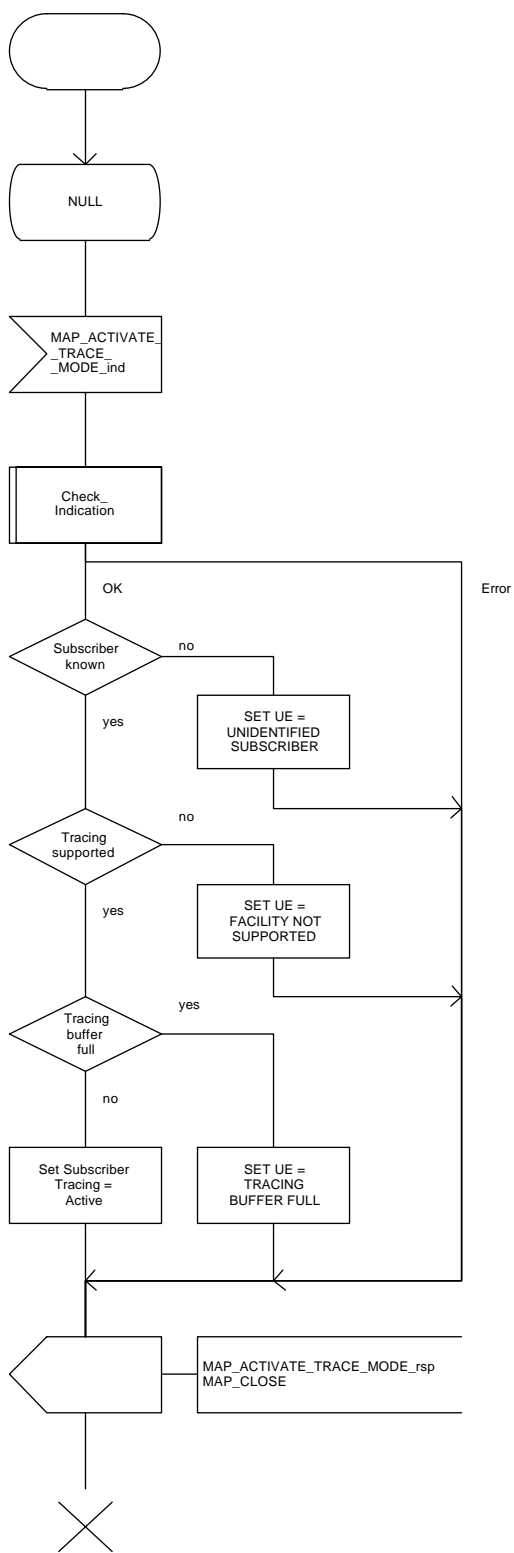 NULL
MAP_ACTIVATE_
_TRACE_
_MODE_ind
Check_
Indication
OK
Error
Subscriber
known
no
yes
SET UE =
UNIDENTIFIED
SUBSCRIBER
Tracing
supported
no
yes
SET UE =
FACILITY NOT
SUPPORTED
Tracing
buffer
full
yes
no
Set Subscriber
Tracing =
Active
SET UE =
TRACING
BUFFER FULL
MAP_ACTIVATE_TRACE_MODE_rsp
MAP_CLOSE